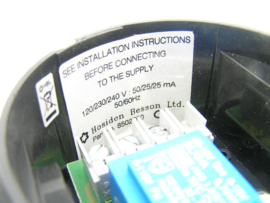 SEE INSTALLATION INSTRUCTIONS
BEFORE CONNECTING
TO THE SUPPLY
120/230/240 V : 50/25/25 mA
50/60Hz
Hosiden Besson Ltd.